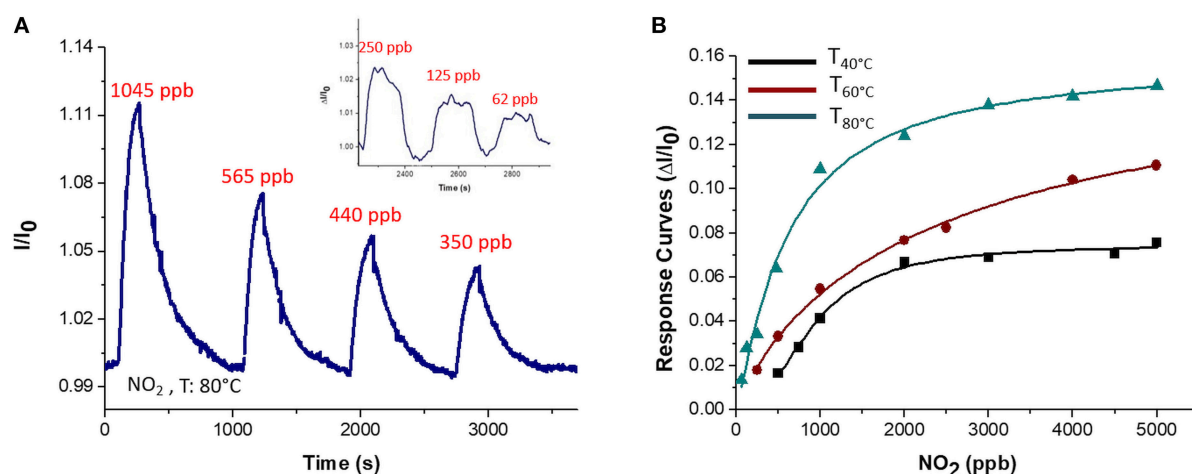 A
B
I/I₀
1.14
1.11
1.08
1.05
1.02
0.99
1045 ppb
565 ppb
440 ppb
350 ppb
NO₂ , T: 80°C
0
1000
2000
3000
Time (s)
ΔI/I₀
1.03
1.02
1.01
1.00
250 ppb
125 ppb
62 ppb
2400
2600
2800
Time (s)
Response Curves (ΔI/I₀)
0.16
0.14
0.12
0.10
0.08
0.06
0.04
0.02
0.00
T₄₀°C
T₆₀°C
T₈₀°C
0
1000
2000
3000
4000
5000
NO₂ (ppb)